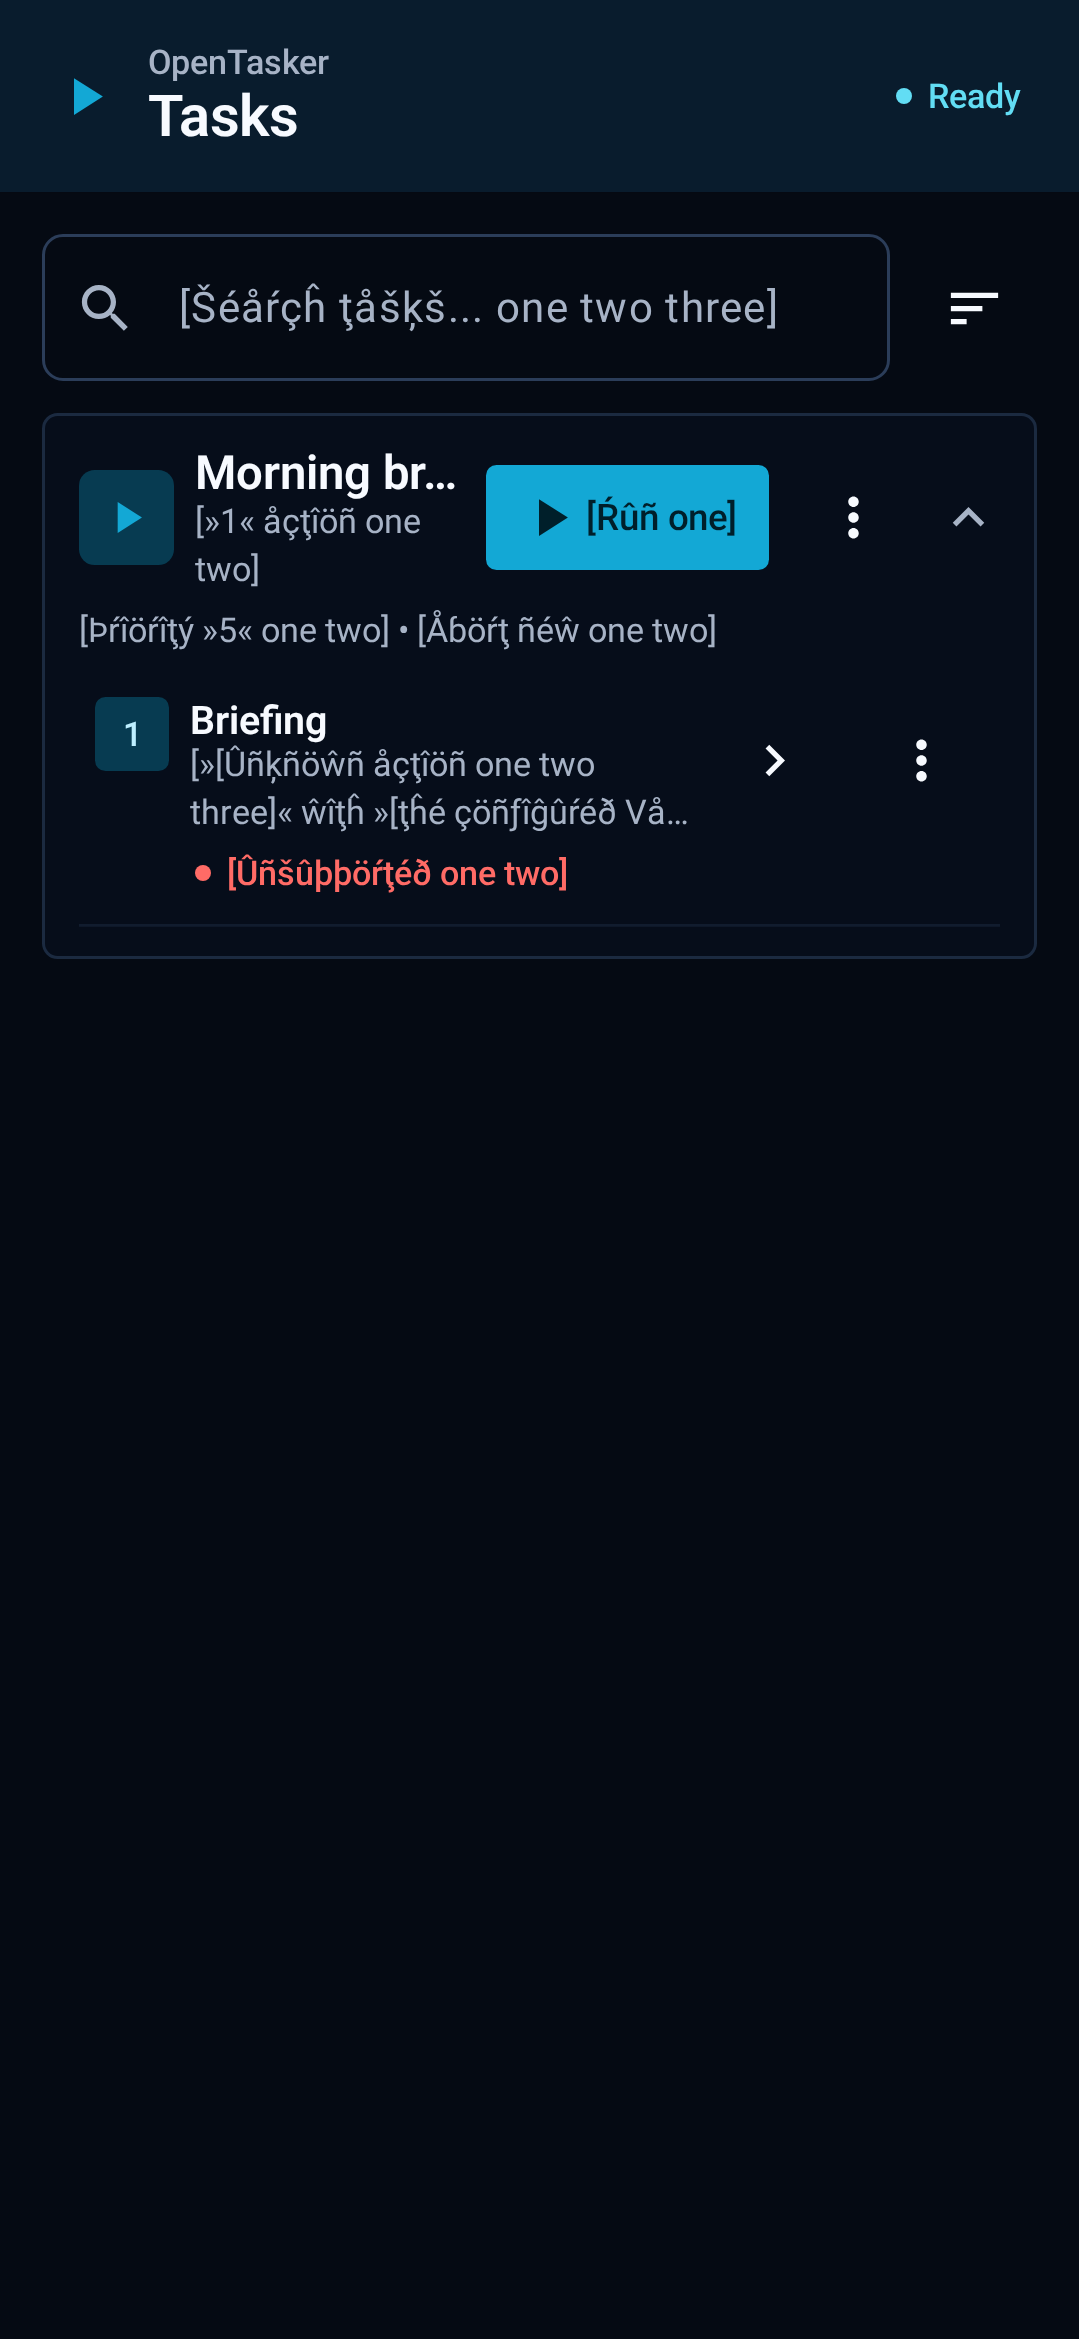 OpenTasker
Tasks
Ready
[Šéåŕçĥ ţåšķš... one two three]
Morning br...
[»1« åçţîöñ one
two]
[Ŕûñ one]
[Þŕîöŕîţý »5« one two] • [Åƀöŕţ ñéŵ one two]
1
Briefing
[»[Ûñķñöŵñ åçţîöñ one two
three]« ŵîţĥ »[ţĥé çöñƒîĝûŕéð Vå...
[Ûñšûþþöŕţéð one two]